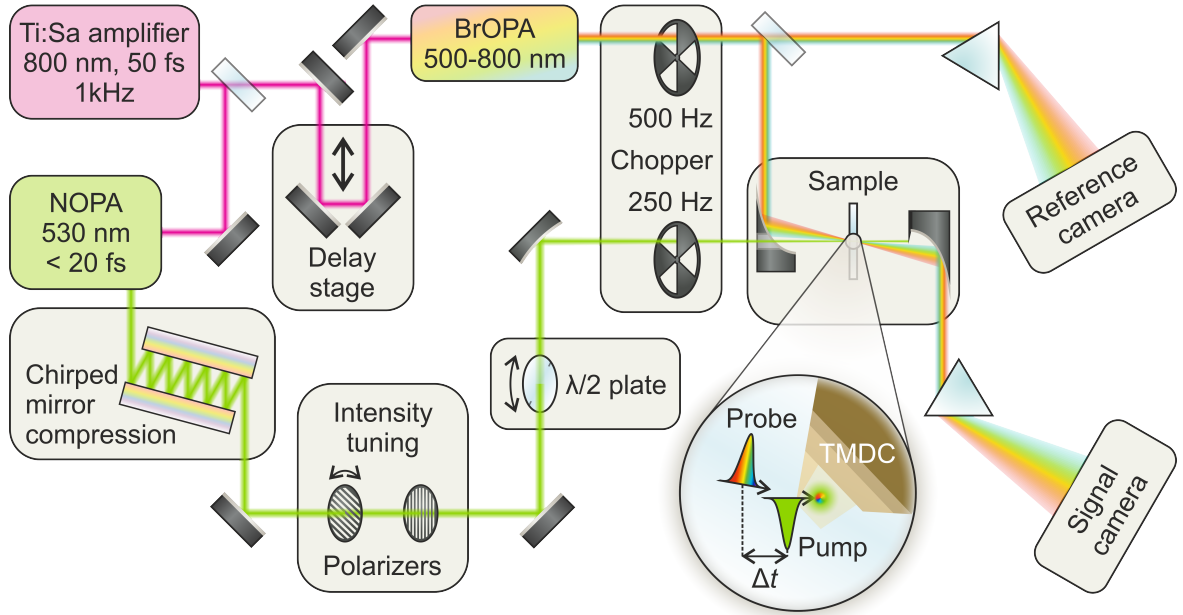 Ti:Sa amplifier
800 nm, 50 fs
1kHz
BrOPA
500-800 nm
500 Hz
Chopper
250 Hz
Reference
camera
NOPA
530 nm
< 20 fs
Delay
stage
Sample
Chirped
mirror
compression
Intensity
tuning
Polarizers
λ/2 plate
Probe
TMDC
Pump
Δt
Signal
camera